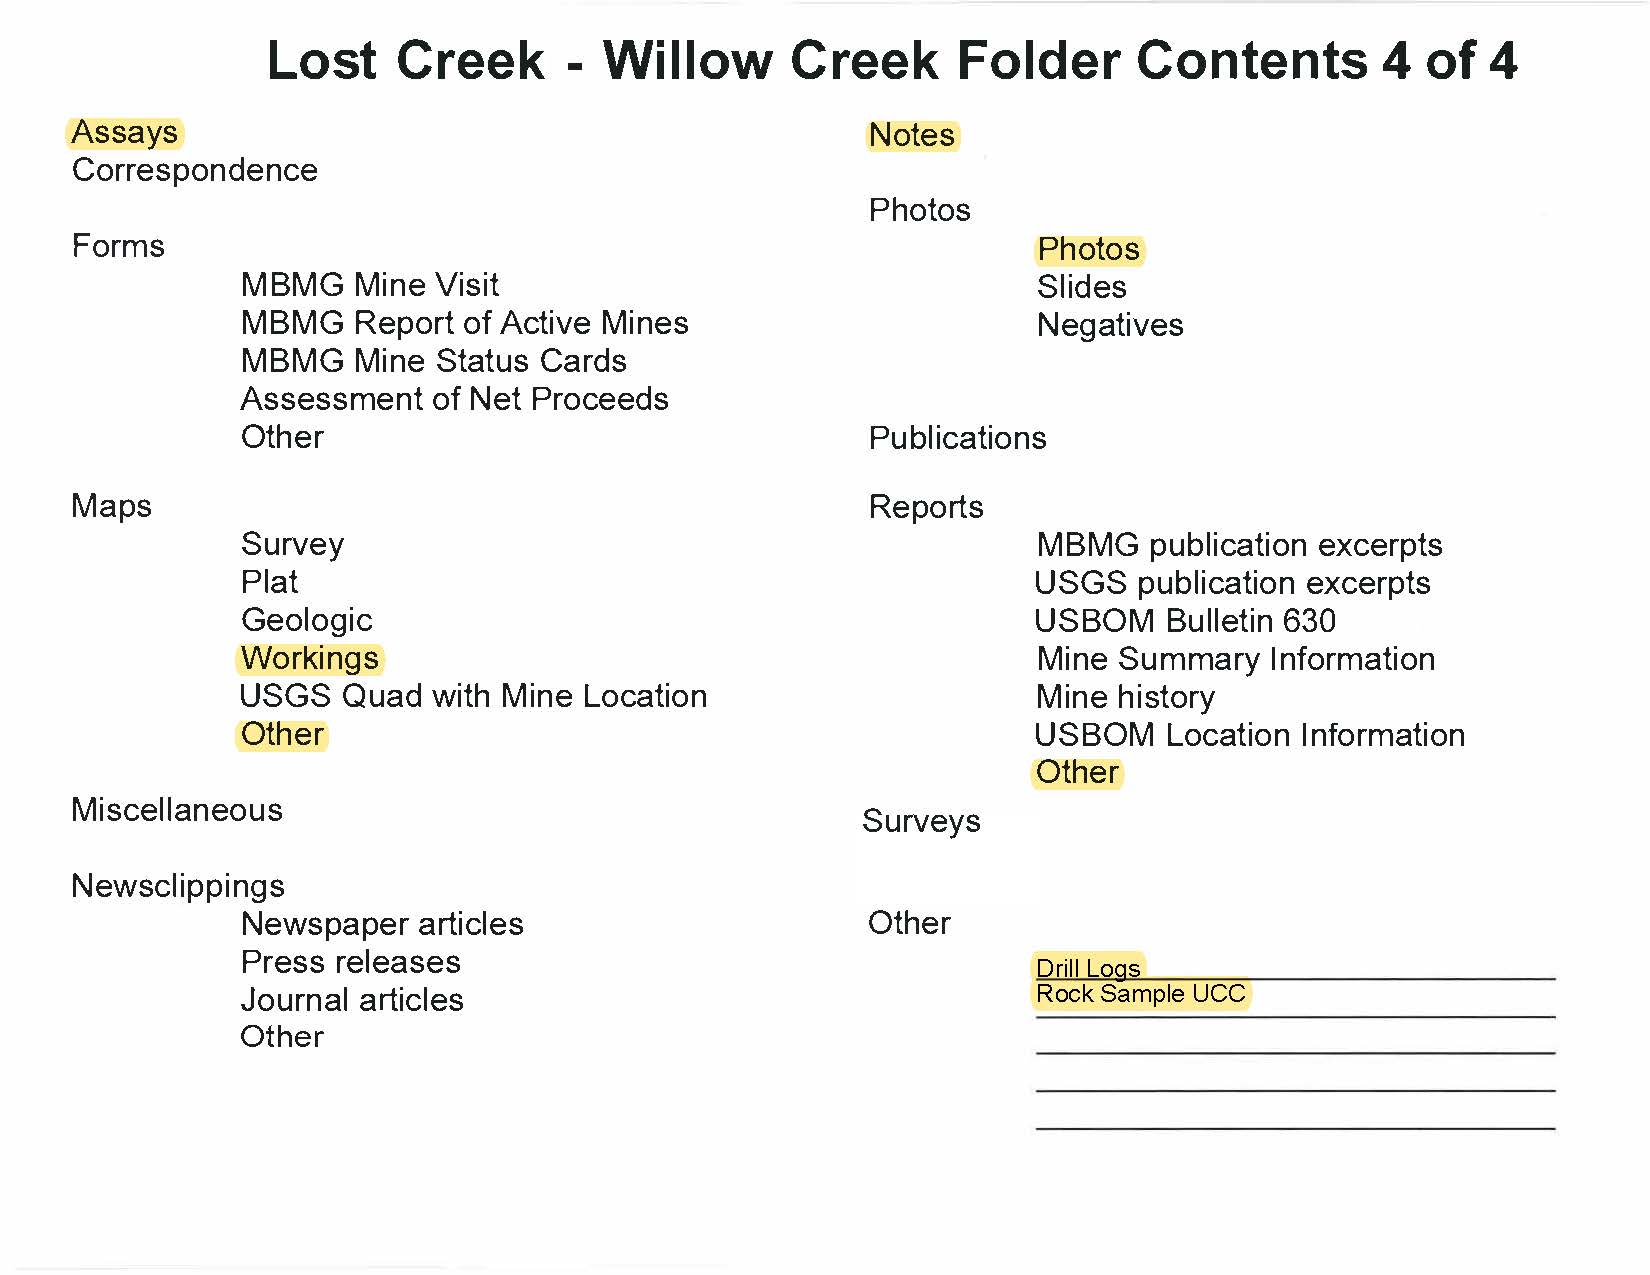 Lost Creek - Willow Creek Folder Contents 4 of 4
Assays
Correspondence
Forms
MBMG Mine Visit
MBMG Report of Active Mines
MBMG Mine Status Cards
Assessment of Net Proceeds
Other
Maps
Survey
Plat
Geologic
Workings
USGS Quad with Mine Location
Other
Miscellaneous
Newsclippings
Newspaper articles
Press releases
Journal articles
Other
Notes
Photos
Photos
Slides
Negatives
Publications
Reports
MBMG publication excerpts
USGS publication excerpts
USBOM Bulletin 630
Mine Summary Information
Mine history
USBOM Location Information
Other
Surveys
Other
Drill Logs
Rock Sample UCC